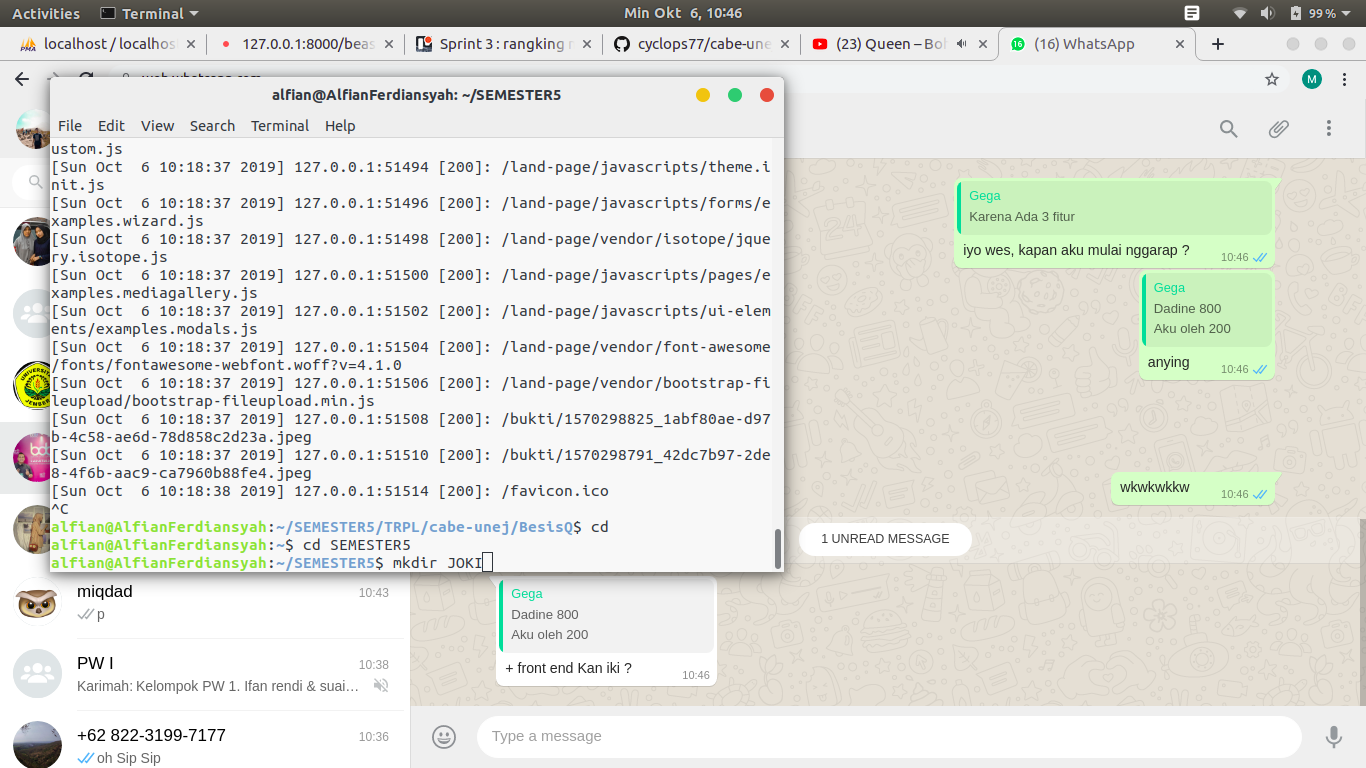 Activities
Terminal
Min Okt 6, 10:46
99 %
localhost / localhos
127.0.0.1:8000/beas
Sprint 3 : rangking
cyclops77/cabe-une
(23) Queen – Boh
(16) WhatsApp
M
alfian@AlfianFerdiansyah: ~/SEMESTER5
File Edit View Search Terminal Help
ustom.js
[Sun Oct  6 10:18:37 2019] 127.0.0.1:51494 [200]: /land-page/javascripts/theme.i
nit.js
[Sun Oct  6 10:18:37 2019] 127.0.0.1:51496 [200]: /land-page/javascripts/forms/e
xamples.wizard.js
[Sun Oct  6 10:18:37 2019] 127.0.0.1:51498 [200]: /land-page/vendor/isotope/jque
ry.isotope.js
[Sun Oct  6 10:18:37 2019] 127.0.0.1:51500 [200]: /land-page/javascripts/pages/e
xamples.mediagallery.js
[Sun Oct  6 10:18:37 2019] 127.0.0.1:51502 [200]: /land-page/javascripts/ui-elem
ents/examples.modals.js
[Sun Oct  6 10:18:37 2019] 127.0.0.1:51504 [200]: /land-page/vendor/font-awesome
/fonts/fontawesome-webfont.woff?v=4.1.0
[Sun Oct  6 10:18:37 2019] 127.0.0.1:51506 [200]: /land-page/vendor/bootstrap-fi
leupload/bootstrap-fileupload.min.js
[Sun Oct  6 10:18:37 2019] 127.0.0.1:51508 [200]: /bukti/1570298825_1abf80ae-d97
b-4c58-ae6d-78d858c2d23a.jpeg
[Sun Oct  6 10:18:37 2019] 127.0.0.1:51510 [200]: /bukti/1570298791_42dc7b97-2de
8-4f6b-aac9-ca7960b88fe4.jpeg
[Sun Oct  6 10:18:38 2019] 127.0.0.1:51514 [200]: /favicon.ico
^C
alfian@AlfianFerdiansyah:~/SEMESTER5/TRPL/cabe-unej/BesisQ$ cd
alfian@AlfianFerdiansyah:~$ cd SEMESTER5
alfian@AlfianFerdiansyah:~/SEMESTER5$ mkdir JOKI
miqdad 10:43
p
PW I 10:38
Karimah: Kelompok PW 1. Ifan rendi & suai…
+62 822-3199-7177 10:36
oh Sip Sip
Gega
Karena Ada 3 fitur
iyo wes, kapan aku mulai nggarap ? 10:46
Gega
Dadine 800
Aku oleh 200
anying 10:46
wkwkwkkw 10:46
1 UNREAD MESSAGE
Gega
Dadine 800
Aku oleh 200
+ front end Kan iki ? 10:46
Type a message